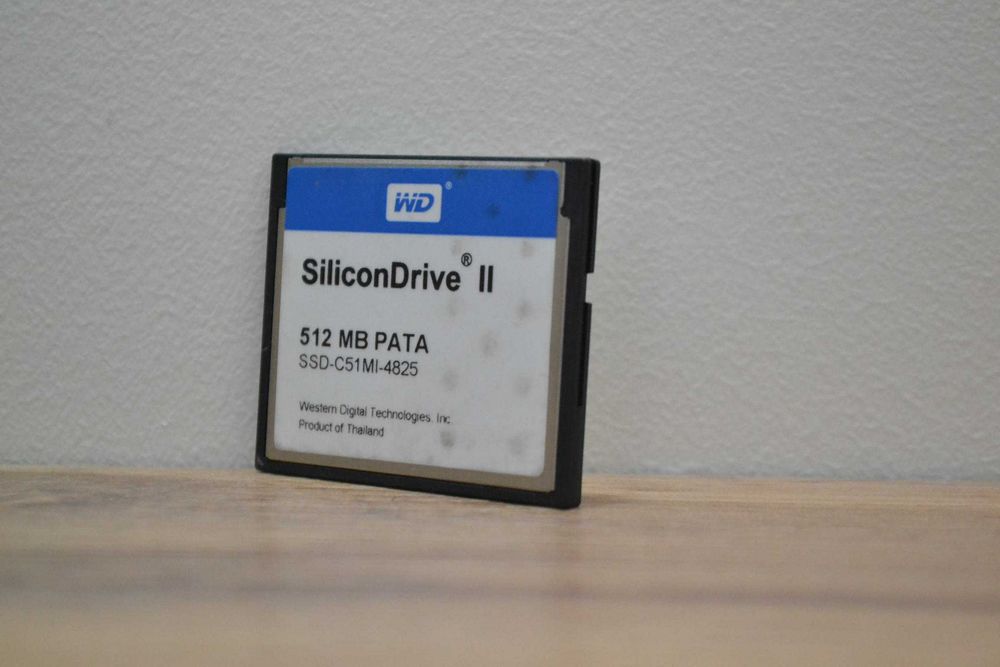 WD®
SiliconDrive® II
512 MB PATA
SSD-C51MI-4825
Western Digital Technologies. Inc.
Product of Thailand